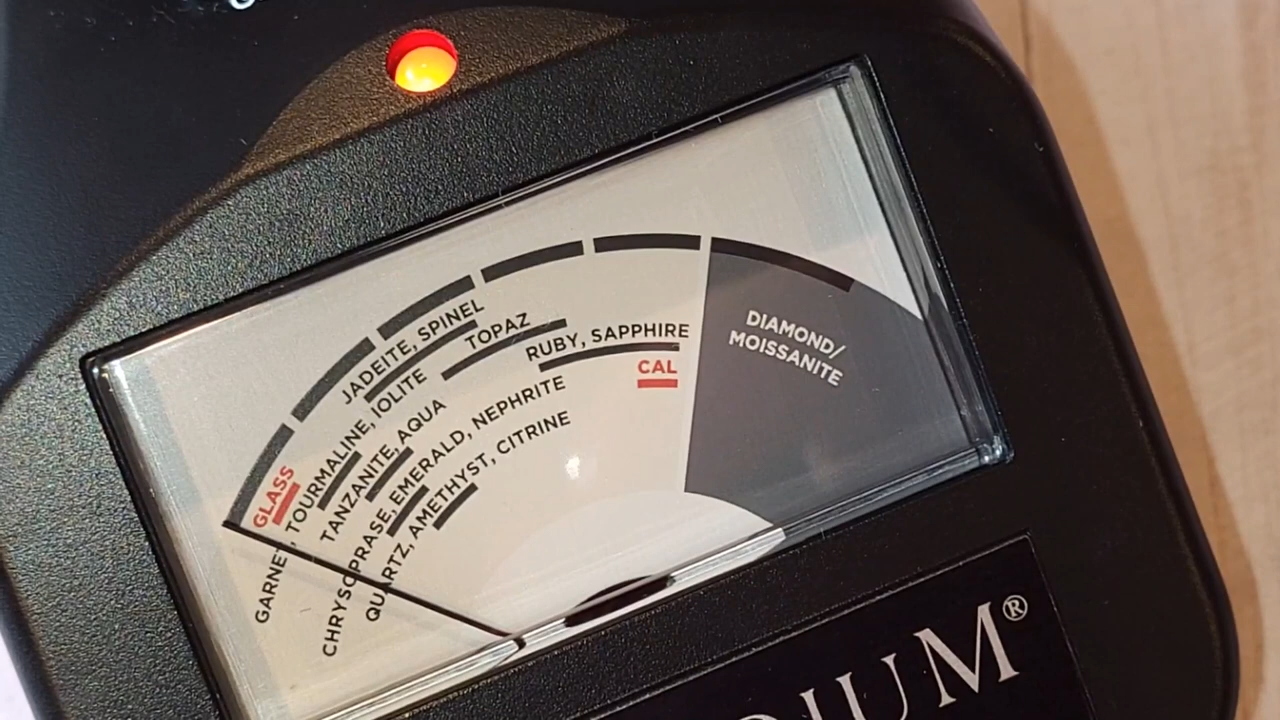 JADEITE, SPINEL
TOPAZ
RUBY, SAPPHIRE
CAL
DIAMOND/
MOISSANITE
GLASS
GARNET, TOURMALINE, IOLITE
TANZANITE, AQUA
CHRYSOPRASE, EMERALD, NEPHRITE
QUARTZ, AMETHYST, CITRINE